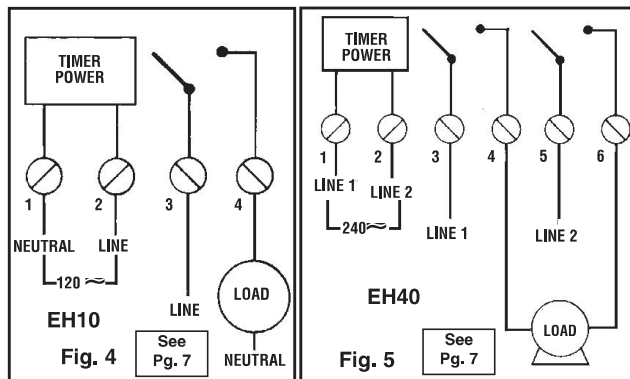 TIMER
POWER
1
2
3
4
NEUTRAL
LINE
120
LINE
LOAD
NEUTRAL
EH10
Fig. 4
See
Pg. 7
TIMER
POWER
1
2
3
4
5
6
LINE 1
LINE 2
240
LINE 1
LINE 2
EH40
LOAD
Fig. 5
See
Pg. 7